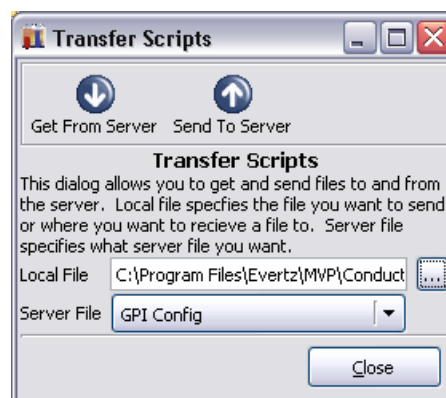 Transfer Scripts
Get From Server Send To Server
Transfer Scripts
This dialog allows you to get and send files to and from
the server. Local file specfies the file you want to send
or where you want to recieve a file to. Server file
specifies what server file you want.
Local File C:\Program Files\Evertz\MVP\Conduct ...
Server File GPI Config
Close